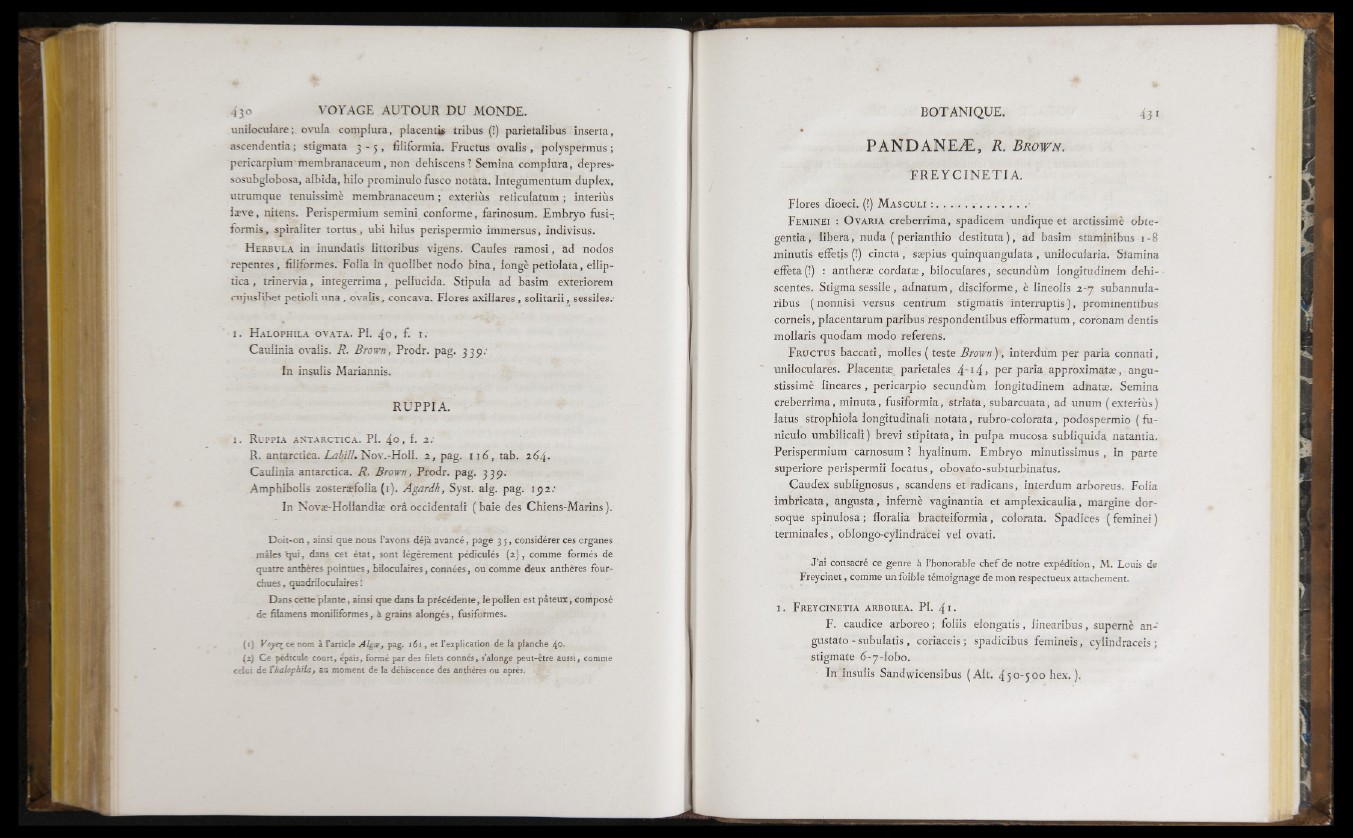 430 VOYAGE AUTOUR DU MONDE.
uniloculare; ovula complura, placentis tribus (!) parietalibus inserta,
ascendentia; stigmata 3-5, filiformia. Fructus ovalis, polyspermus;
pericarpium membranaceum, non dehiscens? Semina complura, depres-
sosubglobosa, albida, hilo prominulo fusco notata. Integumentum duplex,
utrumque tenuissimè membranaceum; exteriùs reticulatum; interiùs
læve, nitens. Perispermium semini conforme, farinosum. Embryo fusi-
formis, spiraliter tortus, ubi hilus perispermio immersus, indivisus.
HERBULA in inundatis littoribus vigens. Caules ramosi, ad nodos
repentes, filiformes. Folia in quolibet nodo bina, longè petiolata, ellip-
tica, trinervia, integerrima, pellucida. Stipula ad basim exteriorem
cujuslibet petioli una, ovalis, concava. Flores axillares, solitarii, sessiles.
1. HALOPHILA OVATA. Pl. 40, f. 1.
Caulinia ovalis. R. Brown, Prodr. pag. 339.
In insulis Mariannis.
RUPPIA.
1. RUPPIA ANTARCTICA. Pl. 40, f. 2.
R. antarctica. Labill. Nov.-Holl. 2, pag. 116, tab. 264.
Caulinia antarctica. R. Brown, Prodr. pag. 339.
Amphibolis zosteræfolia (1). Agardh, Syst. alg. pag. 192.
In Novæ-Hollandiæ orâ occidentali (baie des Chiens-Marins).
Doit-on, ainsi que nous l'avons déjà avancé, page 35, considérer ces organes
mâles qui, dans cet état, sont légèrement pédiculés (2), comme formés de
quatre anthères pointues, biloculaires, connées, ou comme deux anthères four-
chues, quadriloculaires!
Dans cette plante, ainsi que dans la précédente, le pollen est pâteux, composé
de filamens moniliformes, à grains alongés, fusiformes.
(1) Voyez ce nom à l'article Algæ, pag. 161, et l'explication de la planche 40.
(2) Ce pédicule court, épais, formé par des filets connés, s'alonge peut-être aussi, comme
celui de l'halophila, au moment de la déhiscence des anthères ou après.
BOTANIQUE. 431
PANDANEÆ, R. BROWN.
FREYCINETIA.
Flores dioeci. (!) MASCULI : . . . . . . . . . . . . .
FEMINEI : OVARIA creberrima, spadicem undique et arctissimè obte-
gentia, libera, nuda (perianthio destituta), ad basim staminibus 1-8
minutis effetis (!) cincta, sæpius quinquangulata, unilocularia. Stamina
effeta (!) : antheræ cordatæ, biloculares, secundùm longitudinem dehi-
scentes. Stigma sessile, adnatum, disciforme, è lineolis 2-7 subannula-
ribus (nonnisi versus centrum stigmatis interruptis), prominentibus
corneis, placentarum paribus respondentibus efformatum, coronam dentis
mollaris quodam modo referens.
FRUCTUS baccati, molles (teste Brown), interdùm per paria connati,
uniloculares. Placentæ parietales 4-14, per paria approximatæ, angu-
stissimè lineares, pericarpio secundùm longitudinem adnatæ. Semina
creberrima, minuta, fusiformia, striata, subarcuata, ad unum (exteriùs)
latus strophiola longitudinali notata, rubro-colorata, podospermio (fu-
niculo umbilicali) brevi stipitata, in pulpa mucosa subliquida natantia.
Perispermium carnosum? hyalinum. Embryo minutissimus, in parte
superiore perispermii locatus, obovato-subturbinatus.
Caudex sublignosus, scandens et radicans, interdum arboreus. Folia
imbricata, angusta, infernè vaginantia et amplexicaulia, margine dor-
soque spinulosa; floralia bracteiformia, colorata. Spadices (feminei)
terminales, oblongo-cylindracei vel ovati.
J'ai consacré ce genre à l'honorable chef de notre expédition, M. Louis de
Freycinet, comme un foible témoignage de mon respectueux attachement.
1. FREYCINETIA ARBOREA. Pl. 41.
F. caudice arboreo; foliis elongatis, linearibus, supernè an-
gustato-subulatis, coriaceis; spadicibus femineis, cylindraceis;
stigmate 6-7-lobo.
In insulis Sandwicensibus (Alt. 450-500 hex.).